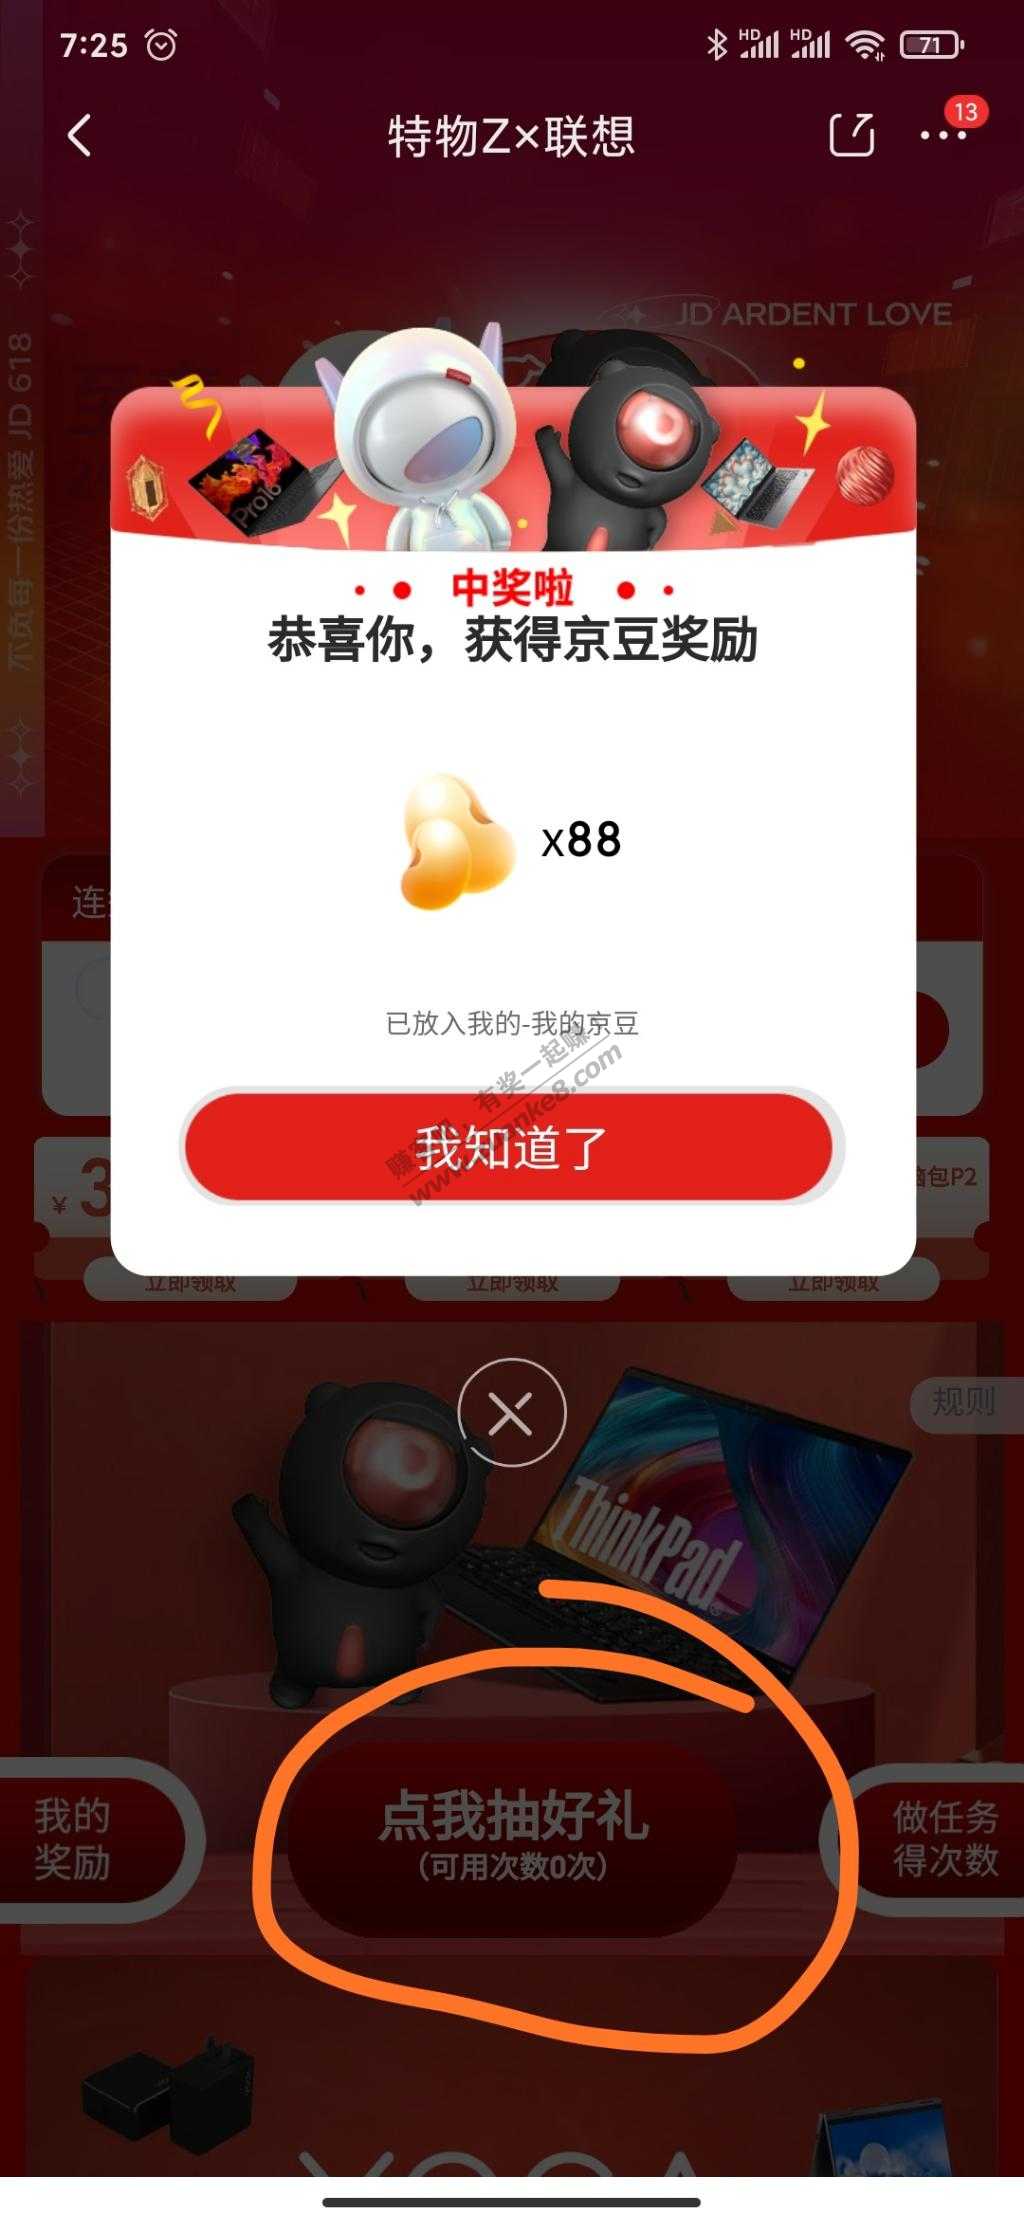 7:25
HD
HD
71
特物Z×联想
13
JD ARDENT LOVE
不负每一份热爱 JD 618
Pro16
中奖啦
恭喜你，获得京豆奖励
x88
已放入我的-我的京豆
赚客吧，有奖一起赚！
www.zuanke8.com
我知道了
连
¥3
脑包P2
立即领取
立即领取
立即领取
规则
ThinkPad
我的
奖励
点我抽好礼
（可用次数0次）
做任务
得次数
YOGA